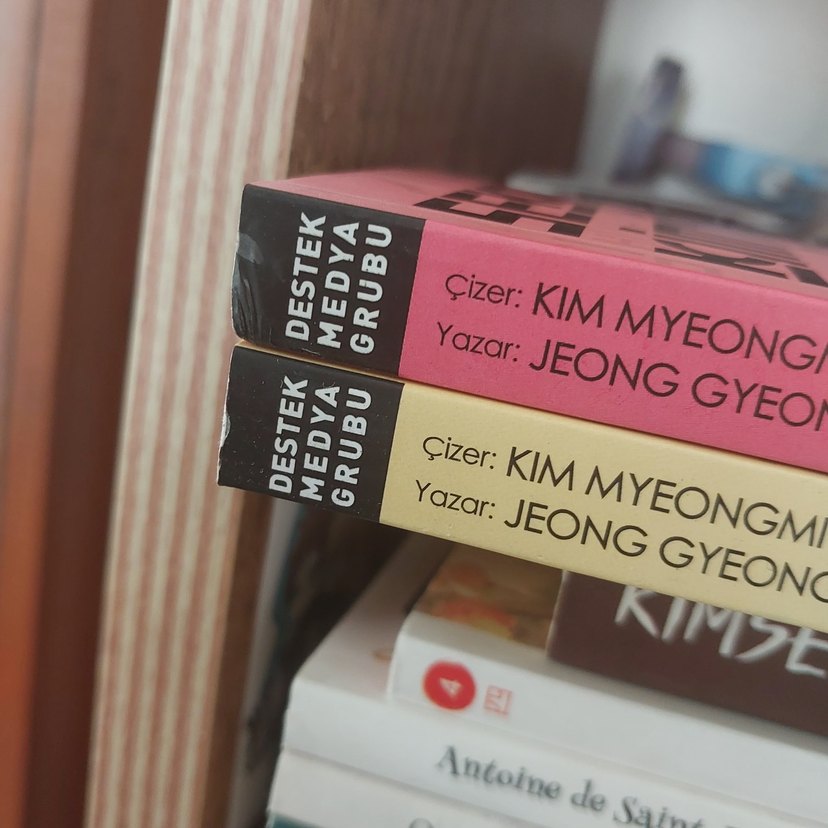 DESTEK
MEDYA
GRUBU
Çizer: KIM MYEONGM
Yazar: JEONG GYEON
DESTEK
MEDYA
GRUBU
Çizer: KIM MYEONGMI
Yazar: JEONG GYEONG
KIMSE
Antoine de Saint